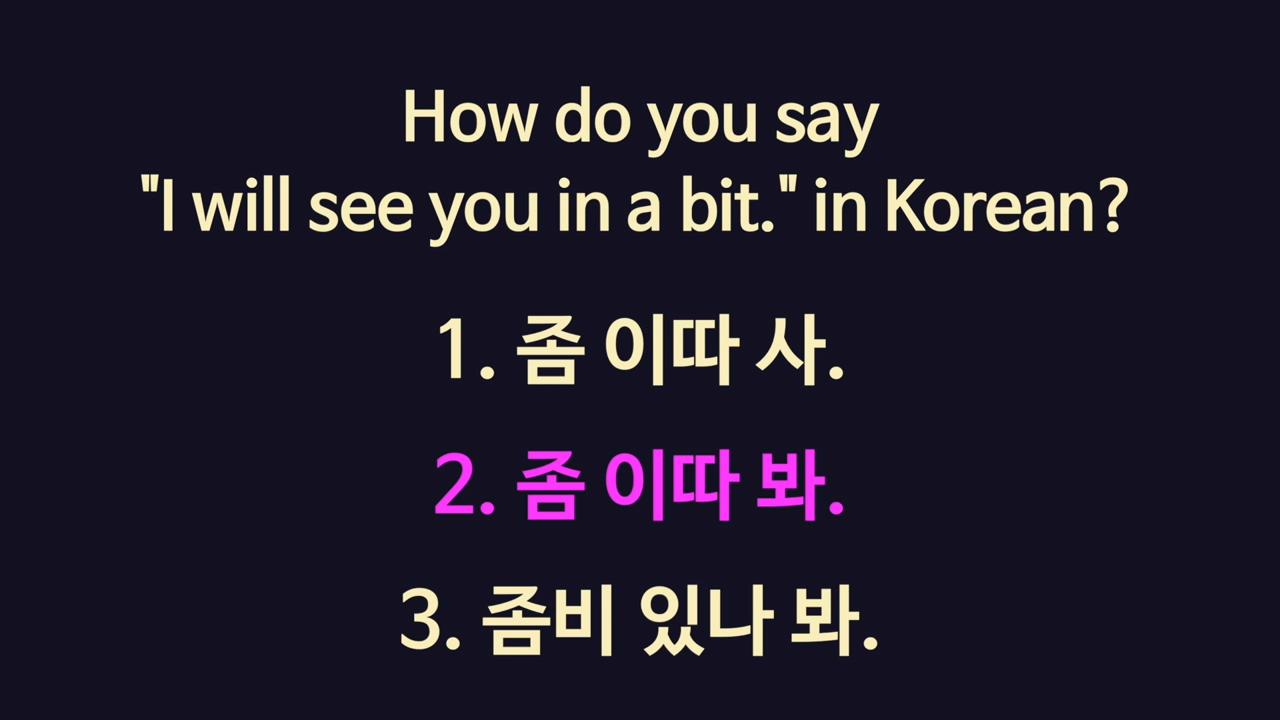 How do you say
"I will see you in a bit." in Korean?
1. 좀 이따 사.
2. 좀 이따 봐.
3. 좀비 있나 봐.